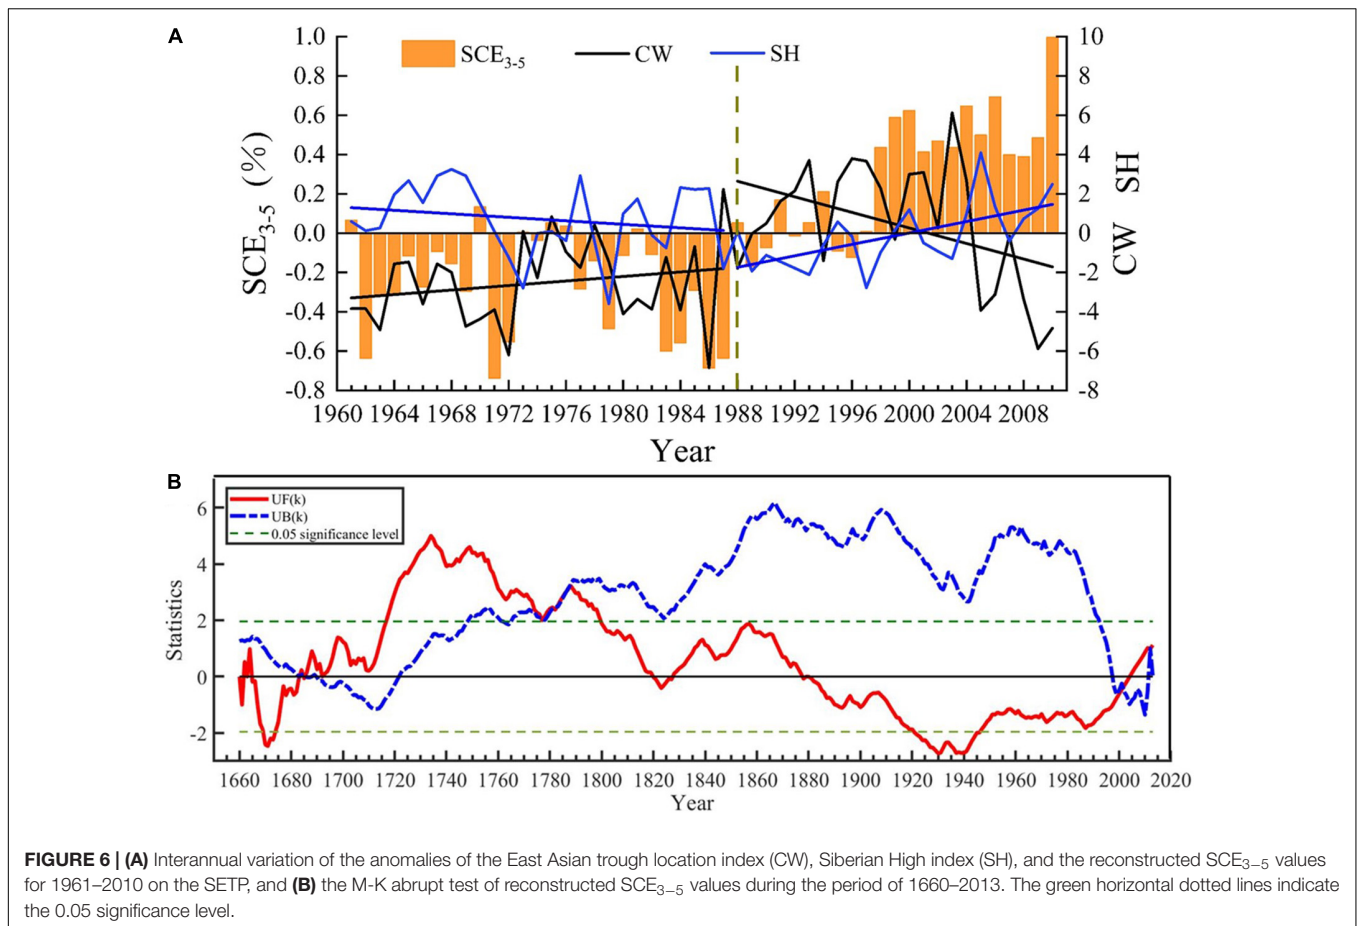 A
SCE3-5 CW SH
1.0
0.8
0.6
0.4
0.2
0.0
-0.2
-0.4
-0.6
-0.8
SCE3-5 (%)
10
8
6
4
2
0
-2
-4
-6
-8
CW SH
1960 1964 1968 1972 1976 1980 1984 1988 1992 1996 2000 2004 2008
Year
B
UF(k)
UB(k)
0.05 significance level
6
4
2
0
-2
Statistics
1660 1680 1700 1720 1740 1760 1780 1800 1820 1840 1860 1880 1900 1920 1940 1960 1980 2000 2020
Year
FIGURE 6 | (A) Interannual variation of the anomalies of the East Asian trough location index (CW), Siberian High index (SH), and the reconstructed SCE3−5 values
for 1961–2010 on the SETP, and (B) the M-K abrupt test of reconstructed SCE3−5 values during the period of 1660–2013. The green horizontal dotted lines indicate
the 0.05 significance level.